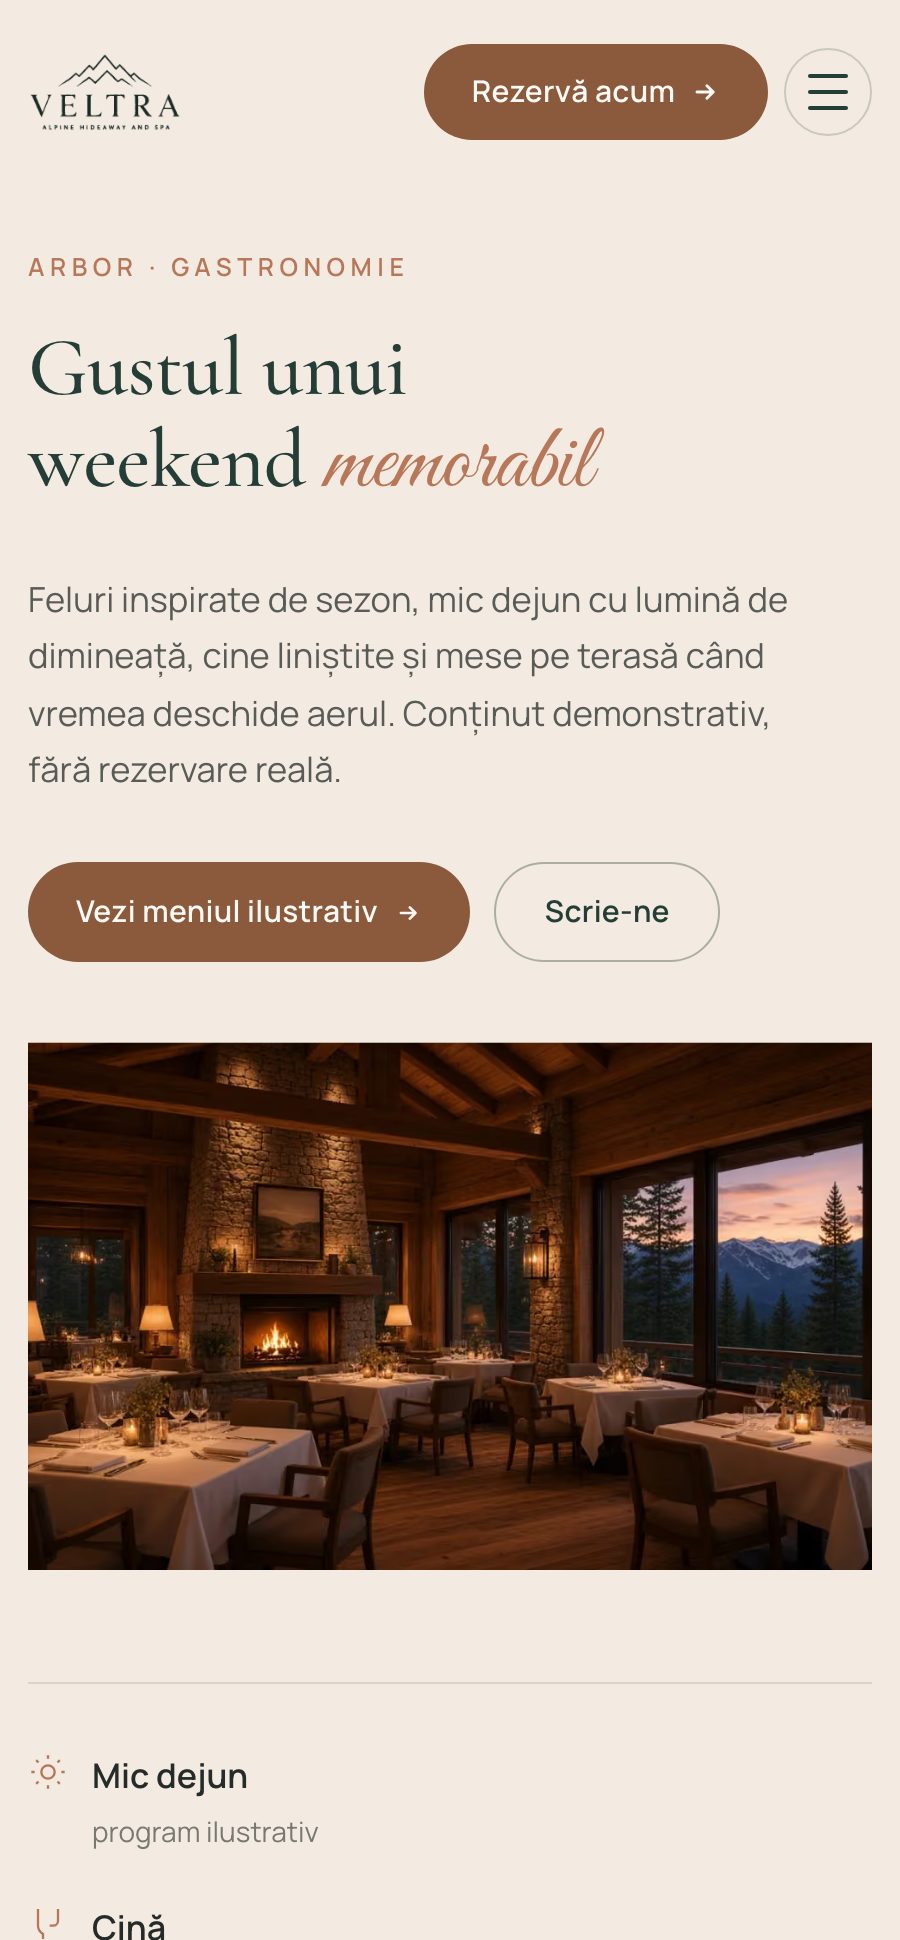 VELTRA
ALPINE HIDEAWAY AND SPA
Rezervă acum →
ARBOR · GASTRONOMIE
Gustul unui
weekend memorabil
Feluri inspirate de sezon, mic dejun cu lumină de
dimineață, cine liniștite și mese pe terasă când
vremea deschide aerul. Conținut demonstrativ,
fără rezervare reală.
Vezi meniul ilustrativ →
Scrie-ne
Mic dejun
program ilustrativ
Cină